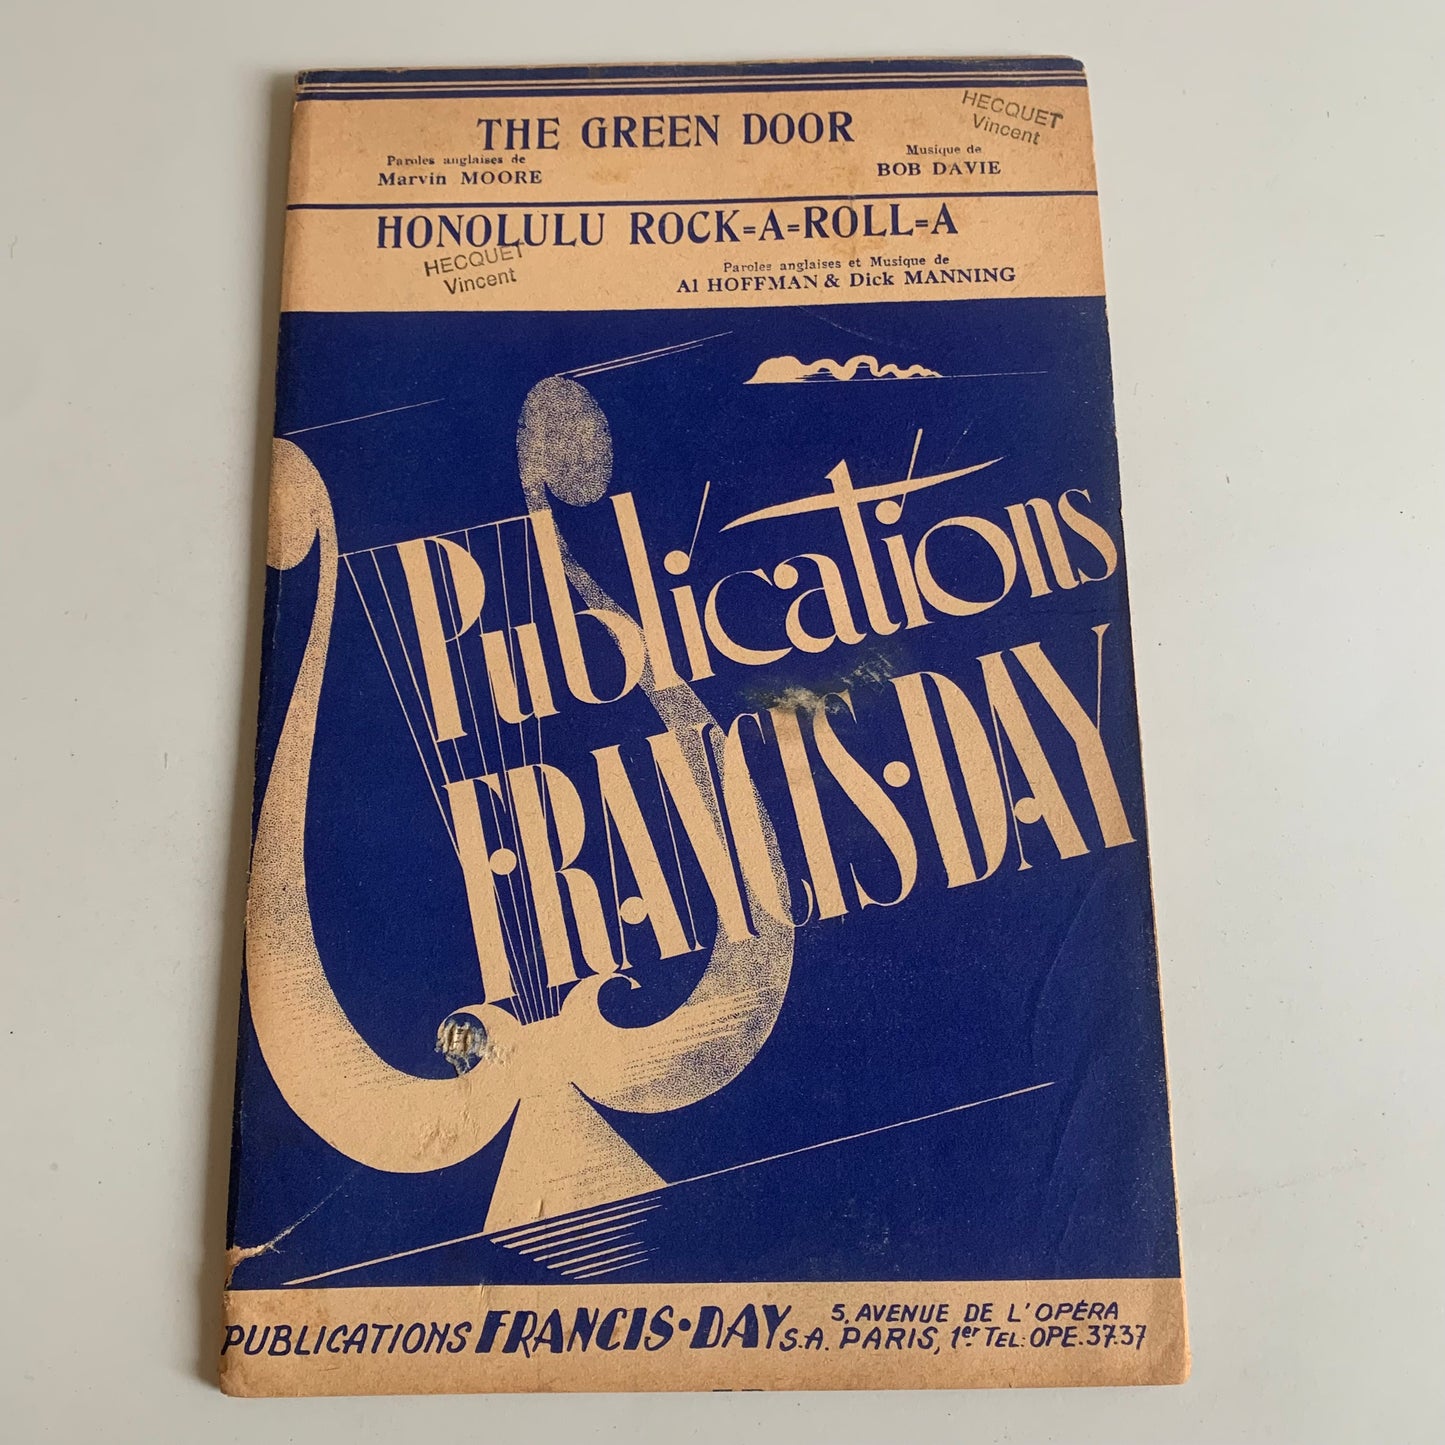 THE GREEN DOOR
HECQUET
Vincent
Paroles anglaises de
Marvin MOORE
Musique de
BOB DAVIE
HONOLULU ROCK=A=ROLL=A
HECQUET
Vincent
Paroles anglaises et Musique de
Al HOFFMAN & Dick MANNING
Publications
FRANCIS·DAY
PUBLICATIONS FRANCIS·DAY S.A.
5, AVENUE DE L'OPÉRA
PARIS, 1er TEL: OPE.37.37